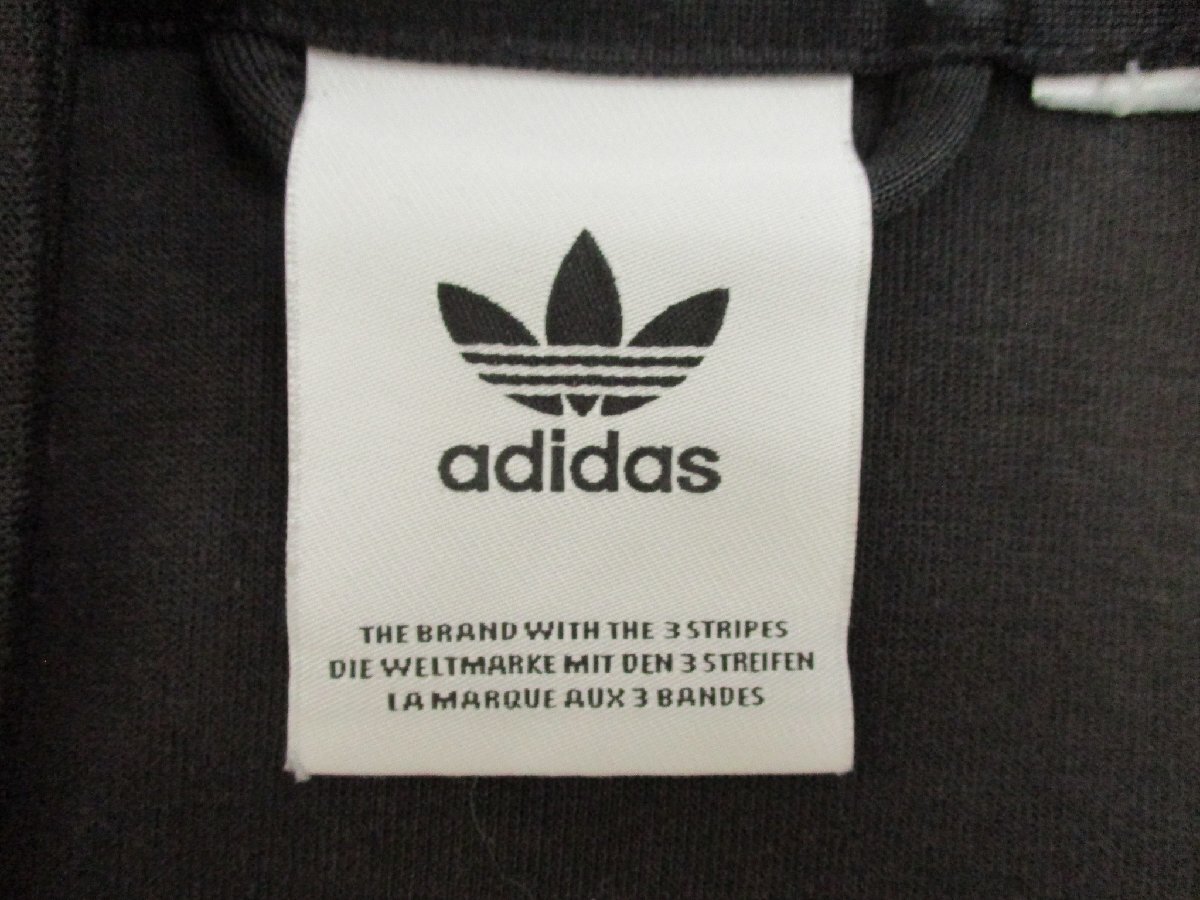 adidas
THE BRAND WITH THE 3 STRIPES
DIE WELTMARKE MIT DEN 3 STREIFEN
LA MARQUE AUX 3 BANDES